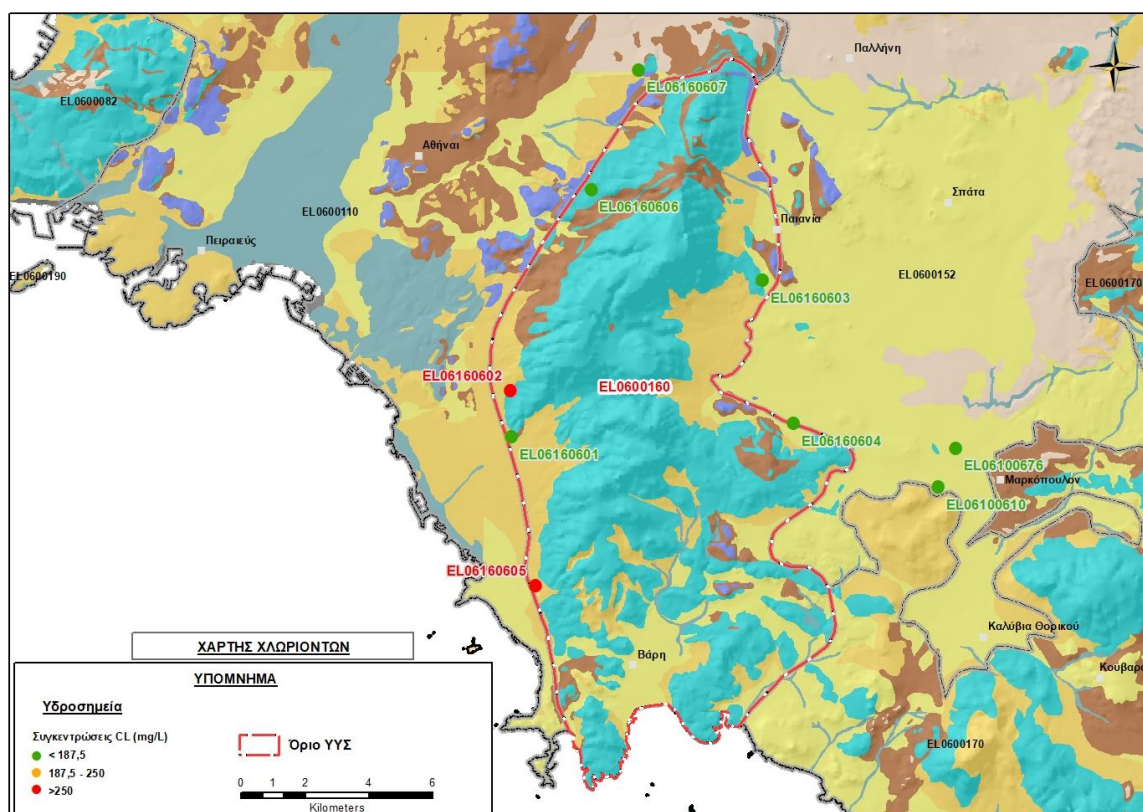 Παλλήνη
N
EL0600082
EL06160607
Αθήναι
EL06160606
Σπάτα
EL0600110
Παιανία
Πειραιεύς
EL0600190
EL0600152
EL0600170
EL06160603
EL06160602
EL0600160
EL06160601
EL06160604
EL06100676
Μαρκόπουλον
EL06100610
EL06160605
Καλύβια Θορικού
Βάρη
Κουβαρ
EL0600170
ΧΑΡΤΗΣ ΧΛΩΡΙΟΝΤΩΝ
ΥΠΟΜΝΗΜΑ
Υδροσημεία
Συγκεντρώσεις CL (mg/L)
< 187,5
187,5 - 250
>250
Όριο ΥΥΣ
0 1 2 4 6
Kilometers